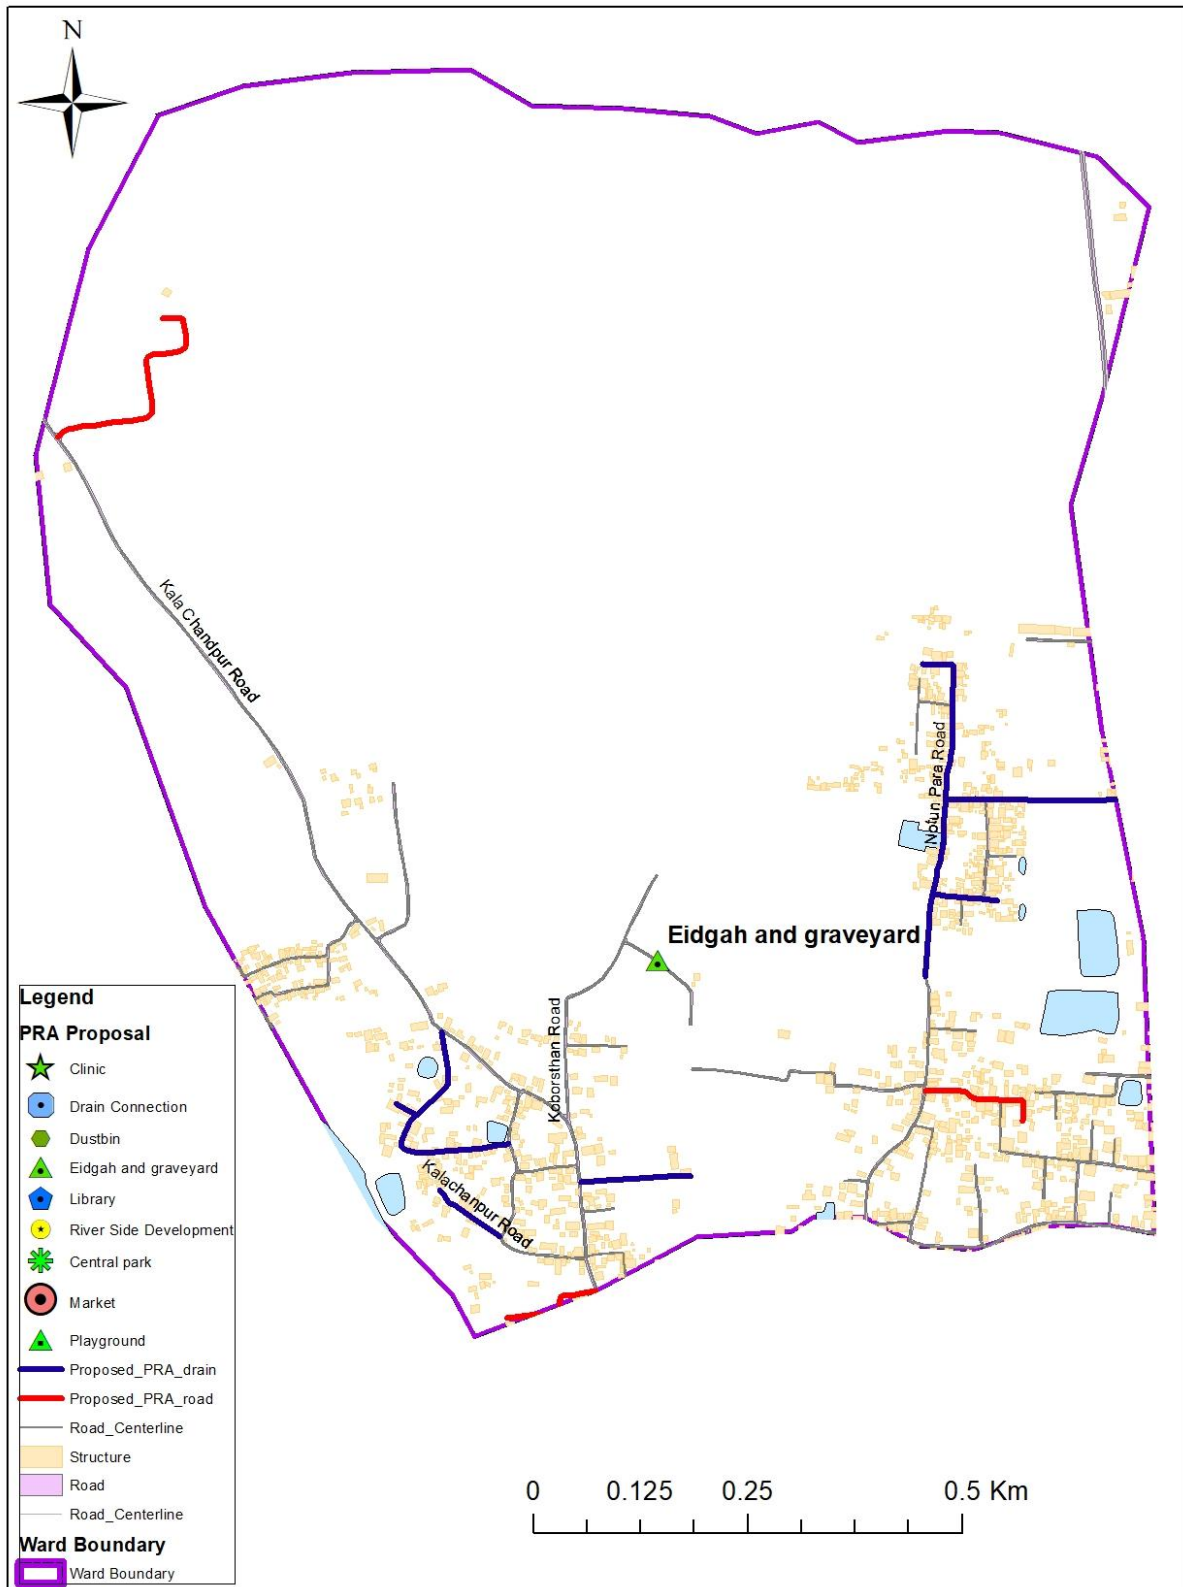 N
Kala Chandpur Road
Notun Para Road
Eidgah and graveyard
Koborsthan Road
Kalachanpur Road
Legend
PRA Proposal
Clinic
Drain Connection
Dustbin
Eidgah and graveyard
Library
River Side Development
Central park
Market
Playground
Proposed_PRA_drain
Proposed_PRA_road
Road_Centerline
Structure
Road
Road_Centerline
Ward Boundary
Ward Boundary
0 0.125 0.25 0.5 Km